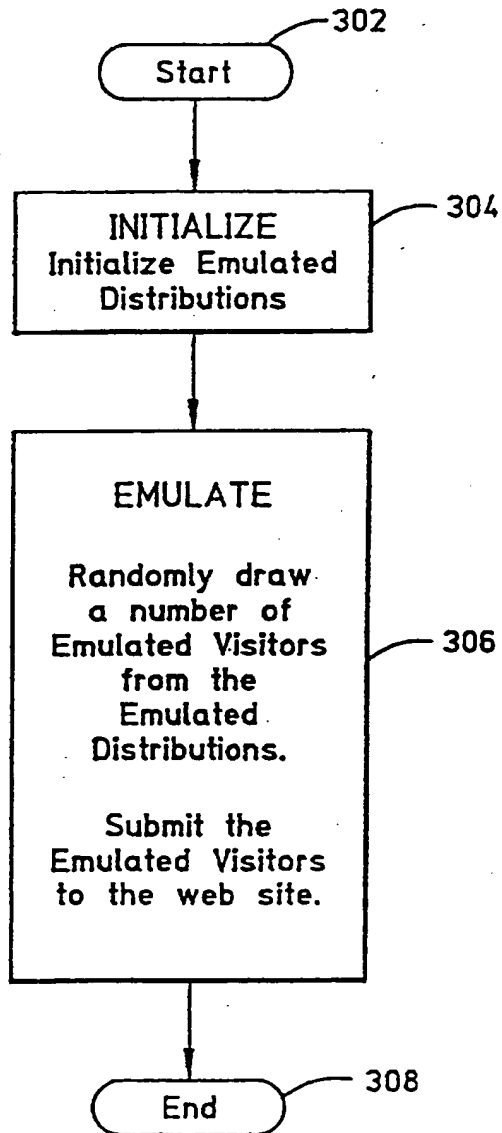 302
Start
304
INITIALIZE
Initialize Emulated
Distributions
EMULATE
Randomly draw
a number of
Emulated Visitors
from the
Emulated
Distributions.
306
Submit the
Emulated Visitors
to the web site.
308
End